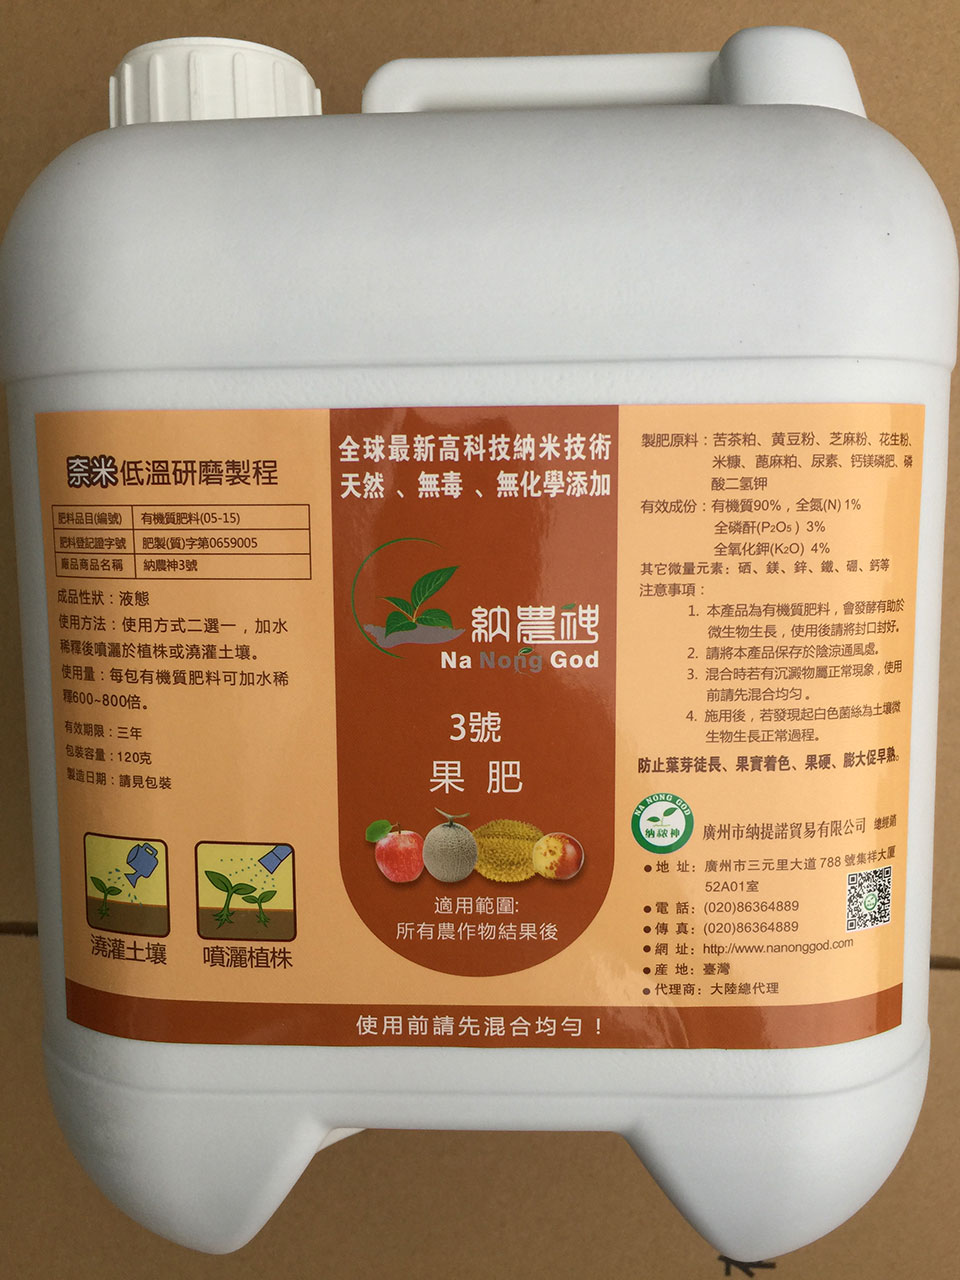 全球最新高科技納米技術
天然、無毒、無化學添加
納農神
Na Nong God
3號
果肥
適用範圍:
所有農作物結果後
奈米低溫研磨製程
肥料品目(編號) 有機質肥料(05-15)
肥料登記證字號 肥製(質)字第0659005
廠品商品名稱 納農神3號
成品性狀：液態
使用方法：使用方式二選一，加水
稀釋後噴灑於植株或澆灌土壤。
使用量：每包有機質肥料可加水稀
釋600~800倍。
有效期限：三年
包裝容量：120克
製造日期：請見包裝
澆灌土壤 噴灑植株
製肥原料：苦茶粕、黄豆粉、芝麻粉、花生粉、
米糠、蓖麻粕、尿素、钙镁磷肥、磷
酸二氢钾
有效成份：有機質90%，全氮(N) 1%
全磷酐(P2O5) 3%
全氧化鉀(K2O) 4%
其它微量元素：硒、鎂、鋅、鐵、硼、鈣等
注意事項：
1. 本產品為有機質肥料，會發酵有助於
微生物生長，使用後請將封口封好。
2. 請將本產品保存於陰涼通風處。
3. 混合時若有沉澱物屬正常現象，使用
前請先混合均勻。
4. 施用後，若發現起白色菌絲為土壤微
生物生長正常過程。
防止葉芽徒長、果實着色、果硬、膨大促早熟。
NA NONG GOD
纳秾神
廣州市納提諾貿易有限公司 總經銷
地址：廣州市三元里大道788號集祥大厦
52A01室
電話：(020)86364889
傳真：(020)86364889
網址：http://www.nanonggod.com
産地：臺灣
代理商：大陸總代理
使用前請先混合均勻！